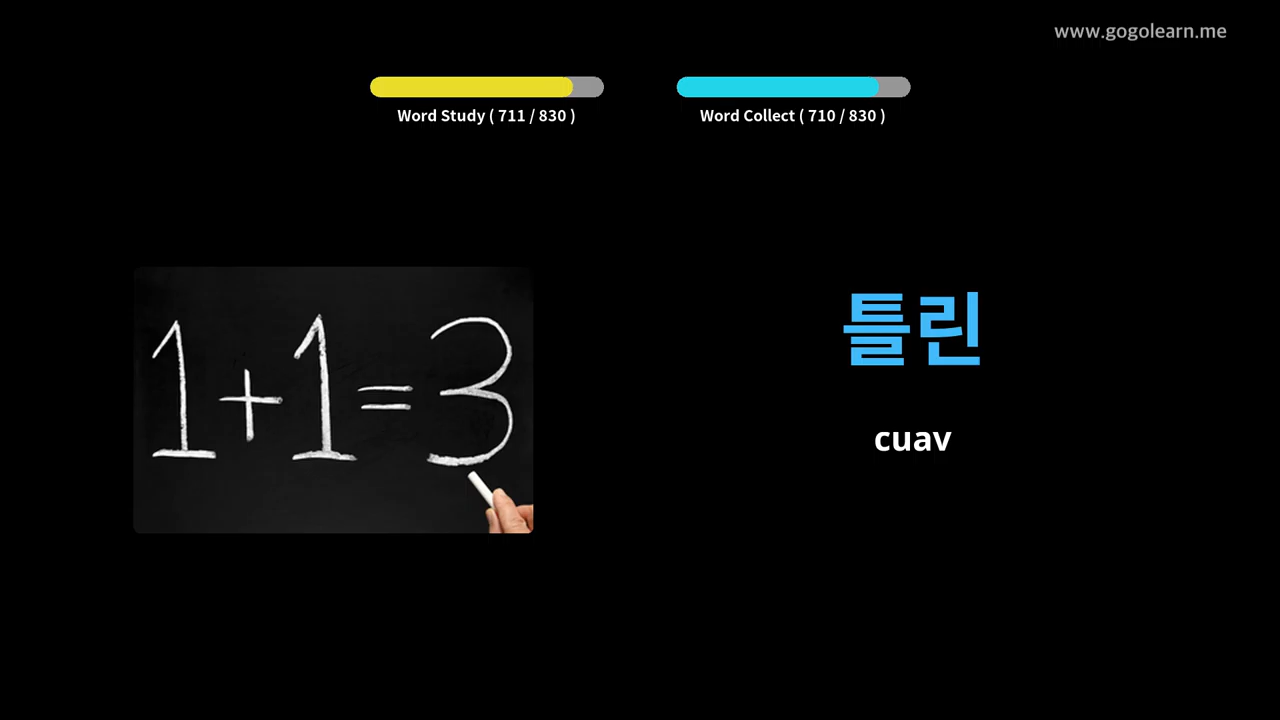 www.gogolearn.me
Word Study ( 711 / 830 )
Word Collect ( 710 / 830 )
1+1=3
틀린
cuav